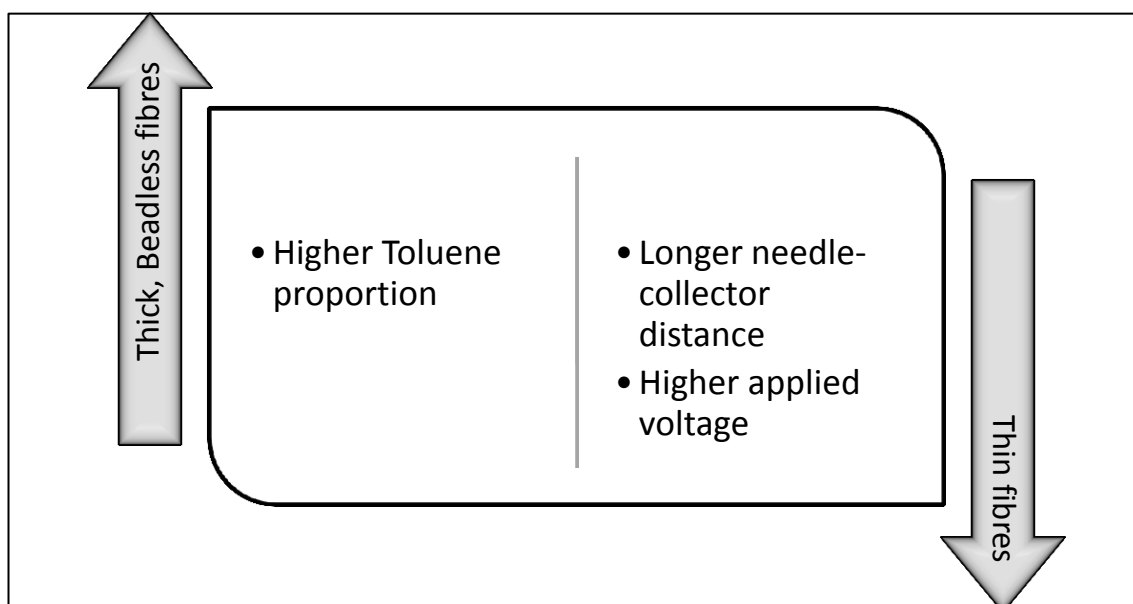 Thick, Beadless fibres
• Higher Toluene
proportion
• Longer needle-
collector
distance
• Higher applied
voltage
Thin fibres